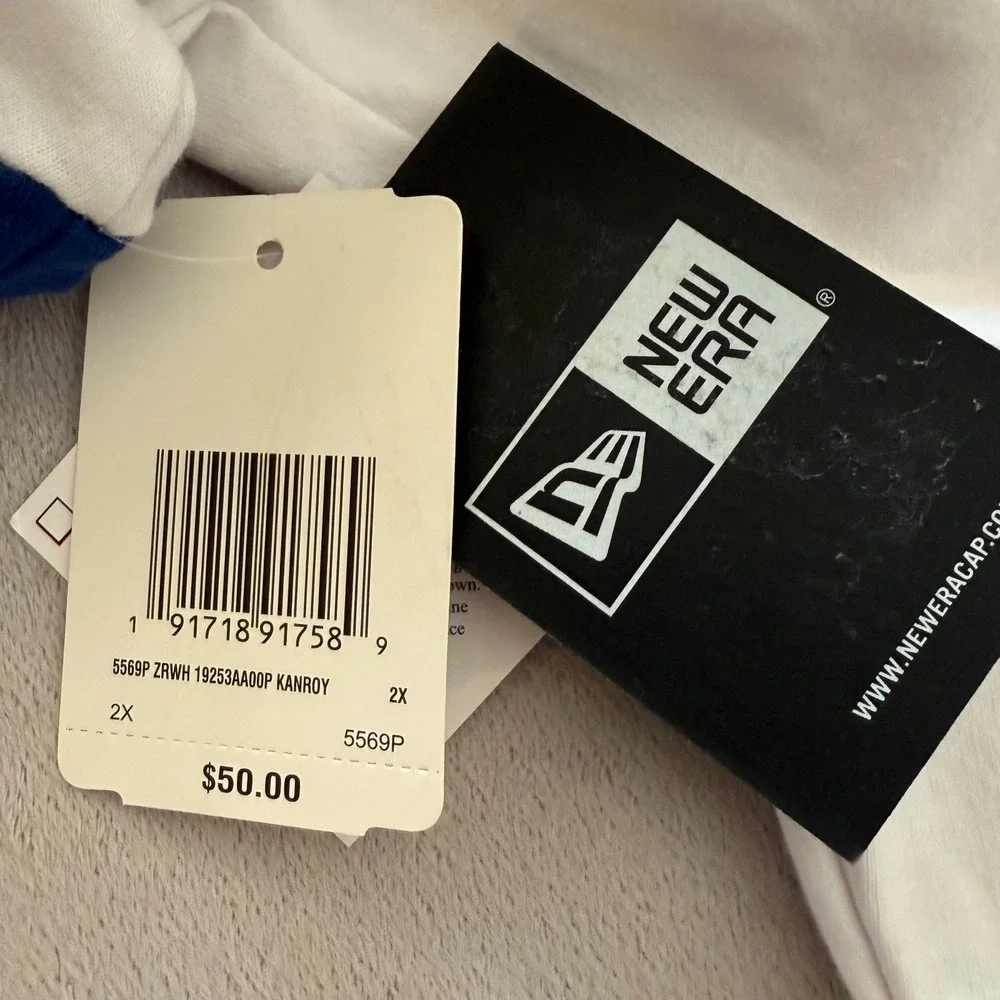 1 91718 91758 9
5569P ZRWH 19253AA00P KANROY 2X
2X
5569P
$50.00
NEW
ERA
®
WWW.NEWERACAP.CO